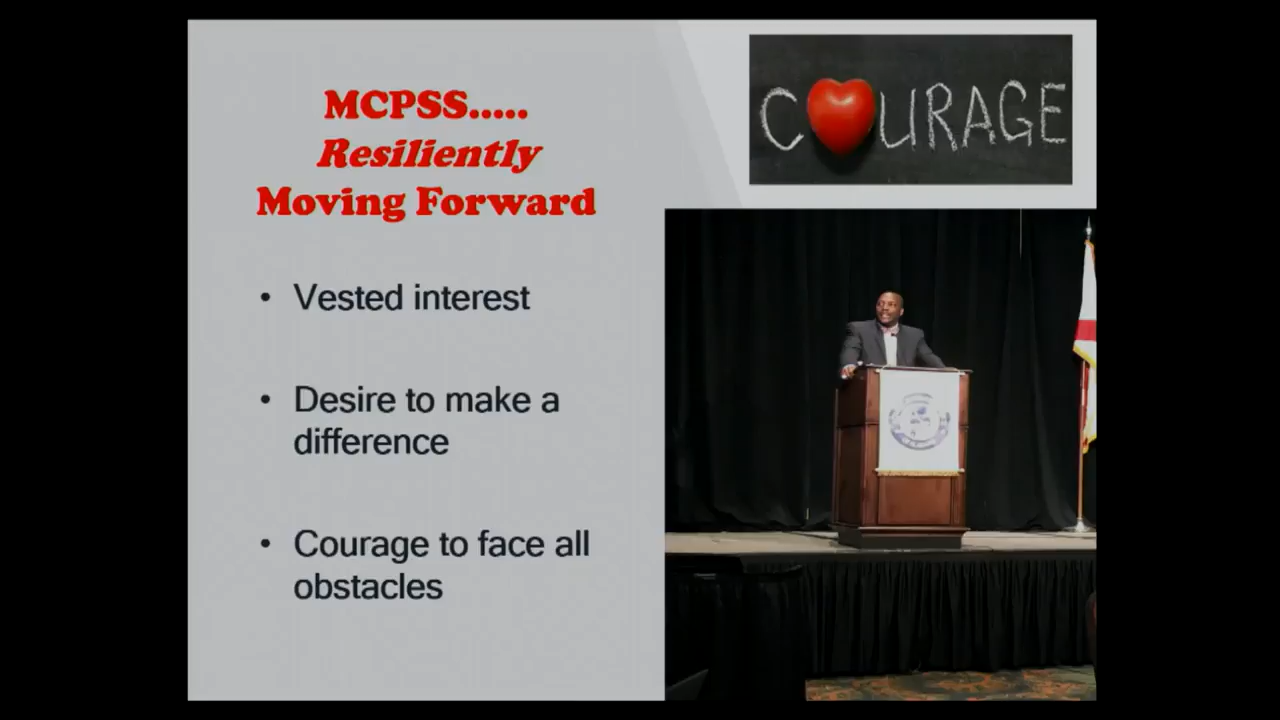 MCPSS.....
Resiliently
Moving Forward
COURAGE
• Vested interest
• Desire to make a
difference
• Courage to face all
obstacles